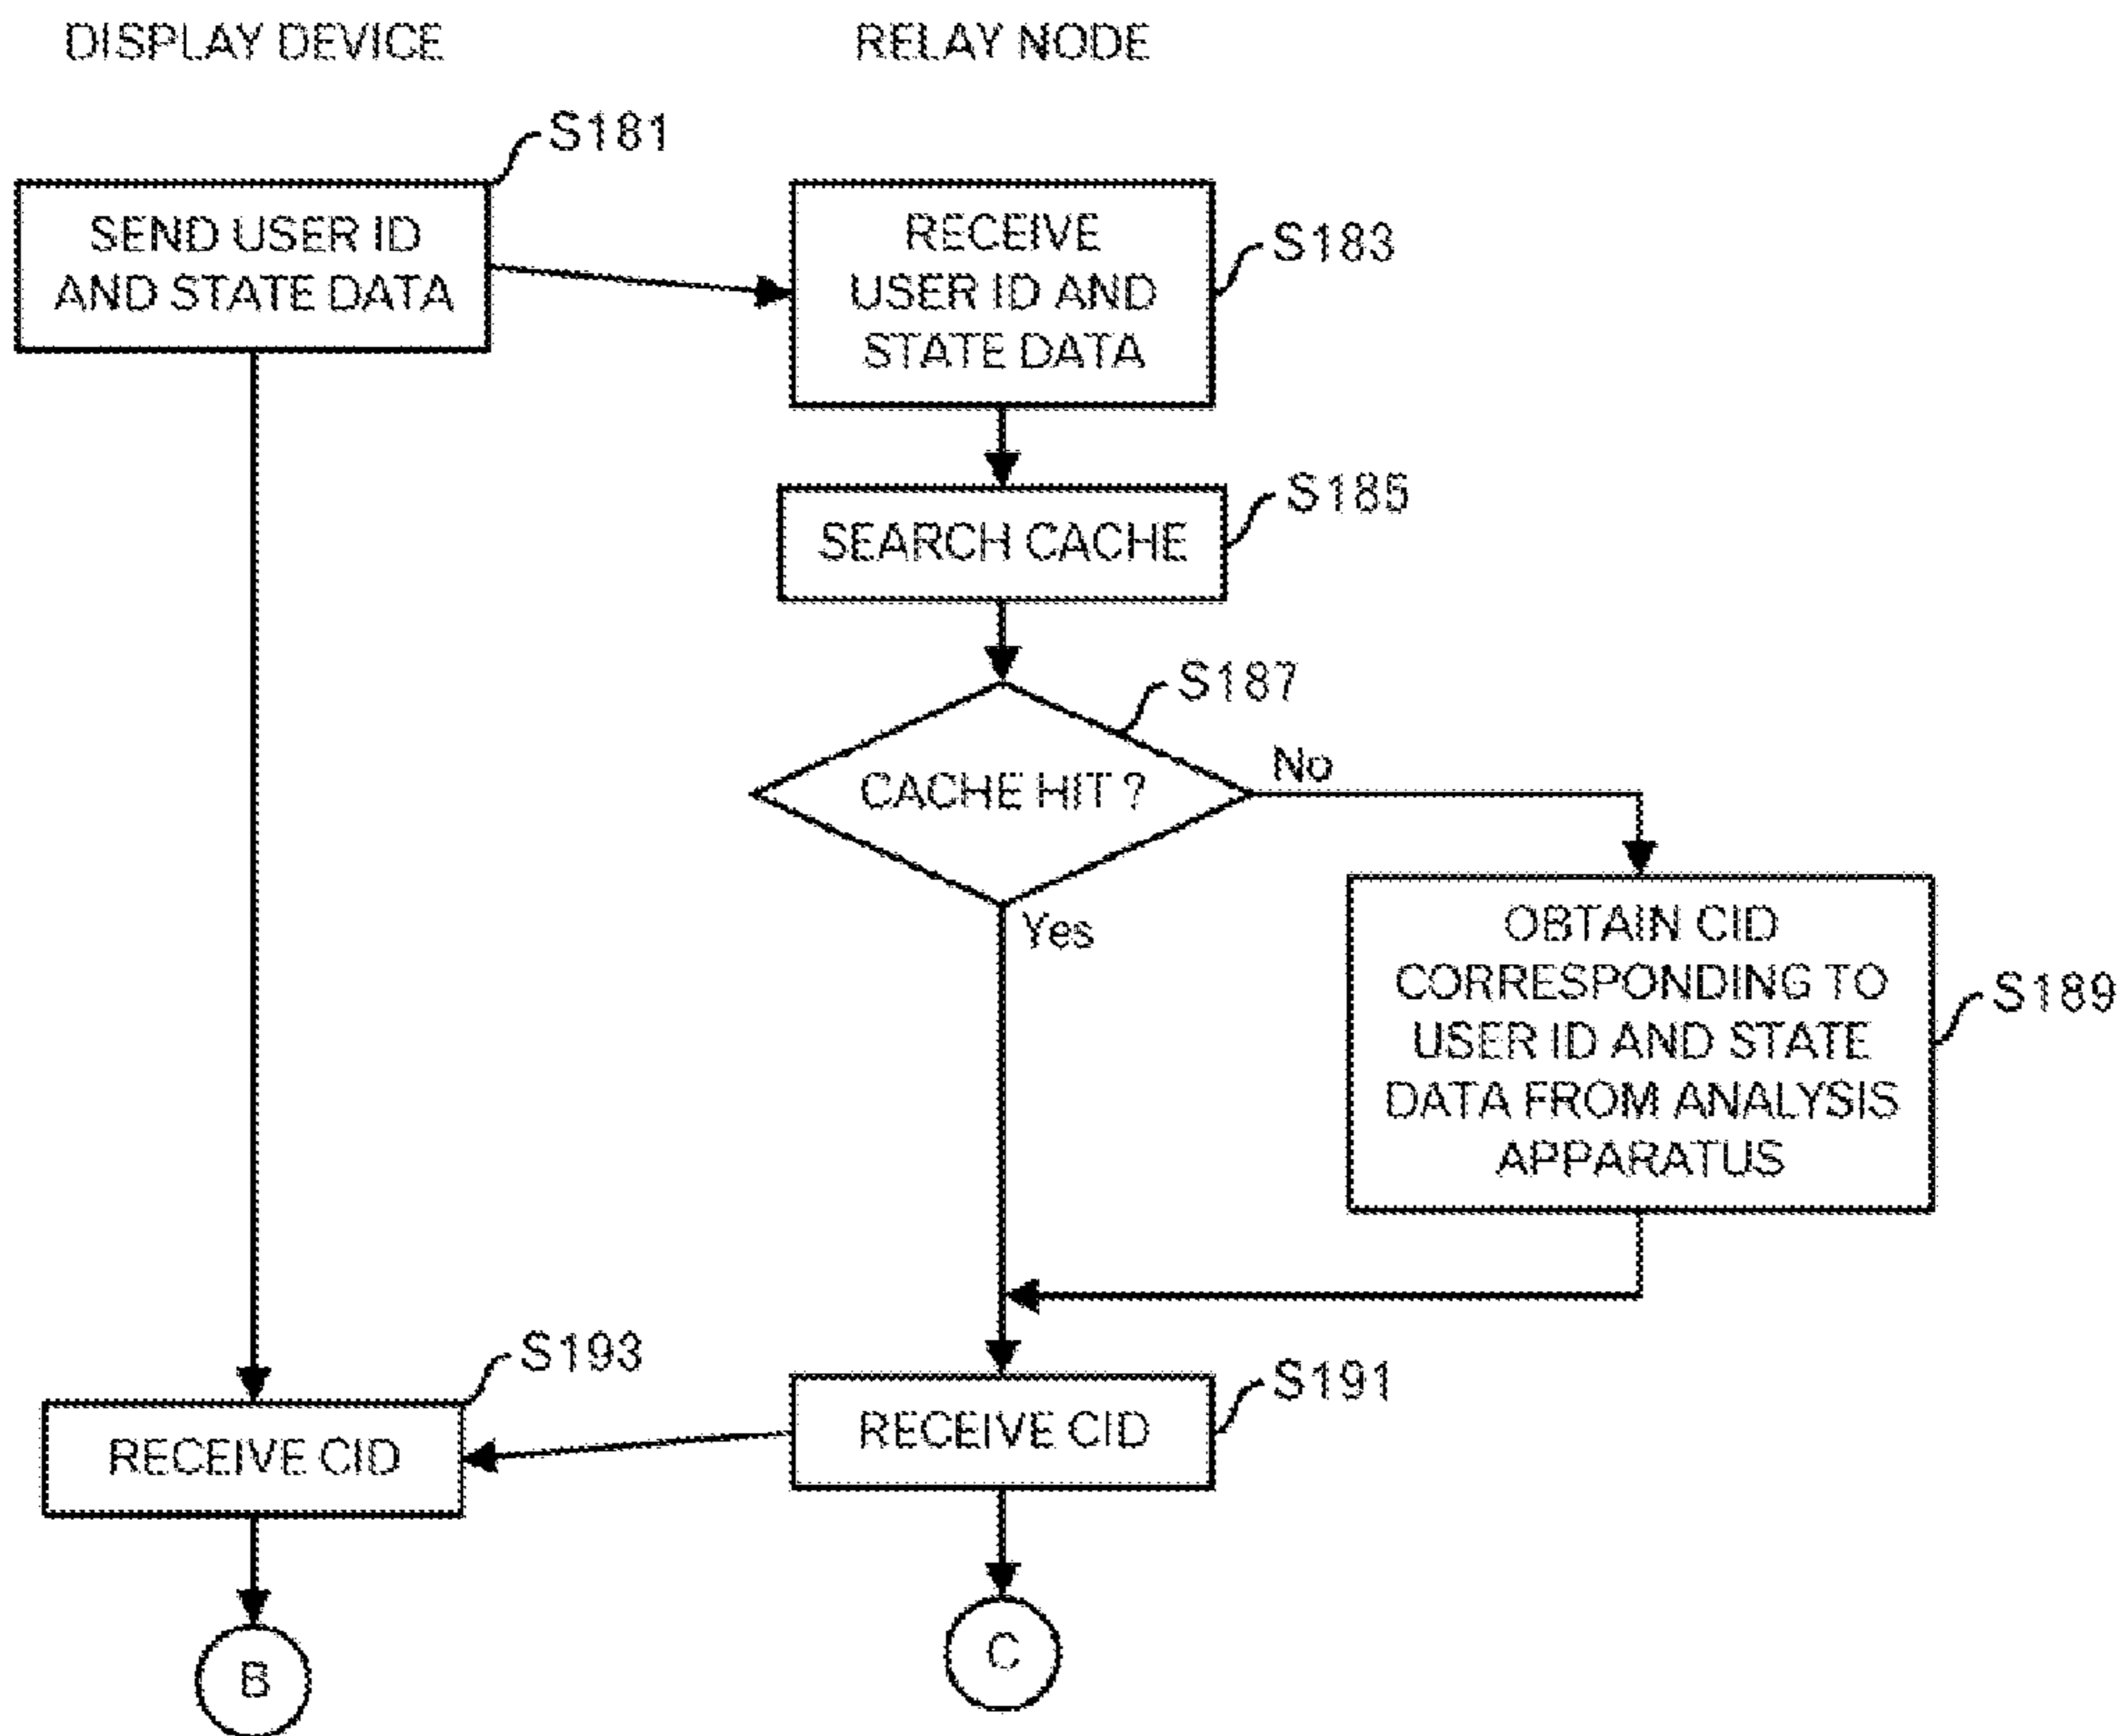 DISPLAY DEVICE
RELAY NODE
S181
SEND USER ID
AND STATE DATA
RECEIVE
USER ID AND
STATE DATA
S183
SEARCH CACHE
S185
S187
CACHE HIT ?
No
Yes
OBTAIN CID
CORRESPONDING TO
USER ID AND STATE
DATA FROM ANALYSIS
APPARATUS
S189
S193
RECEIVE CID
S191
RECEIVE CID
B
C